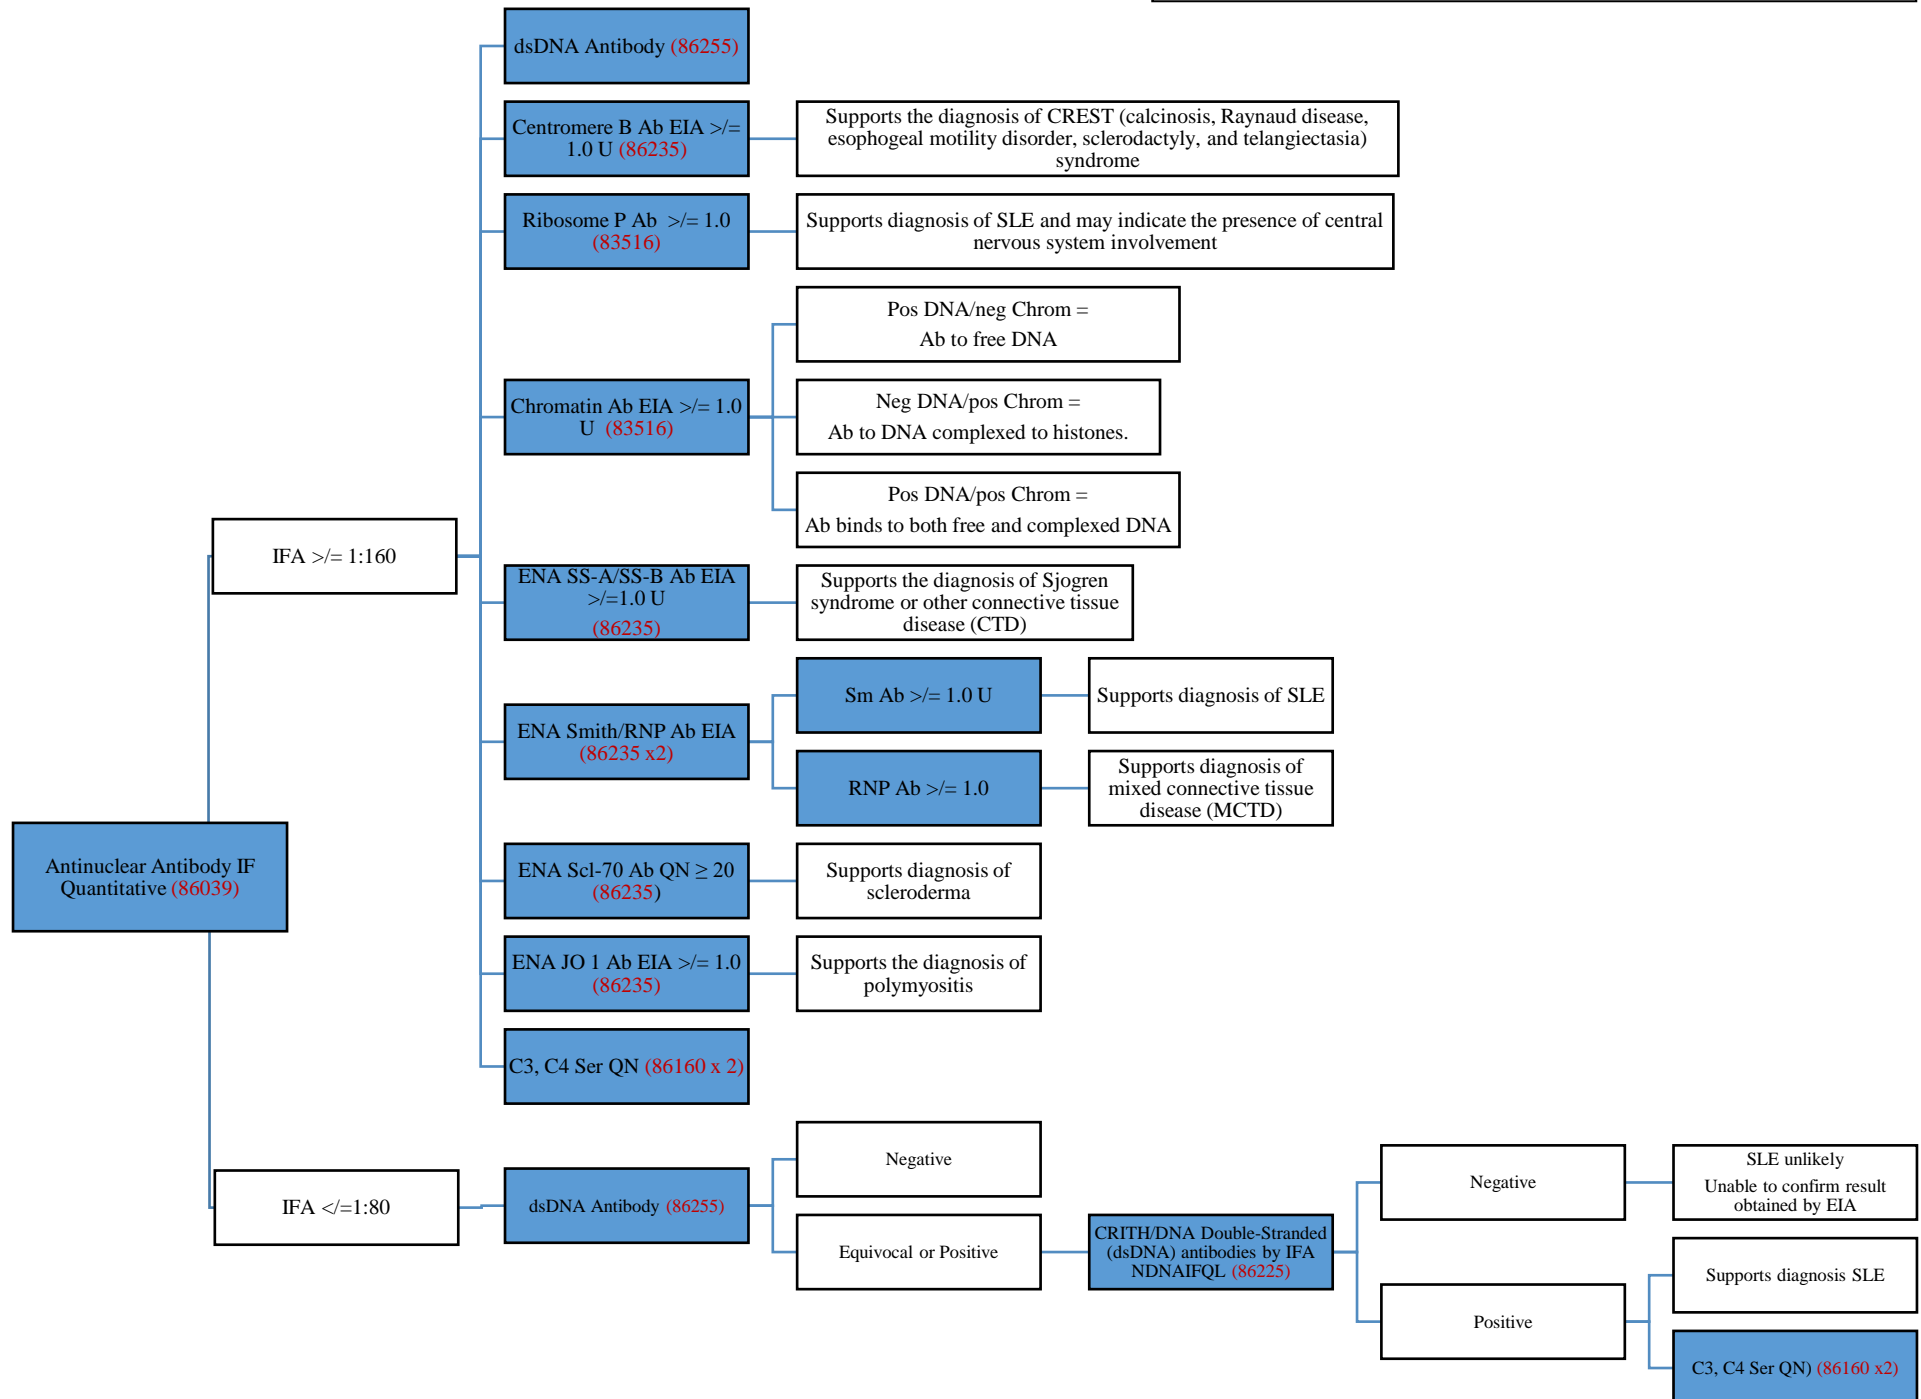 dsDNA Antibody (86255)
Centromere B Ab EIA >/=
1.0 U (86235)
Supports the diagnosis of CREST (calcinosis, Raynaud disease,
esophogeal motility disorder, sclerodactyly, and telangiectasia)
syndrome
Ribosome P Ab >/= 1.0
(83516)
Supports diagnosis of SLE and may indicate the presence of central
nervous system involvement
Pos DNA/neg Chrom =
Ab to free DNA
Chromatin Ab EIA >/= 1.0
U (83516)
Neg DNA/pos Chrom =
Ab to DNA complexed to histones.
Pos DNA/pos Chrom =
Ab binds to both free and complexed DNA
IFA >/= 1:160
ENA SS-A/SS-B Ab EIA
>/=1.0 U
(86235)
Supports the diagnosis of Sjogren
syndrome or other connective tissue
disease (CTD)
ENA Smith/RNP Ab EIA
(86235 x2)
Sm Ab >/= 1.0 U
Supports diagnosis of SLE
RNP Ab >/= 1.0
Supports diagnosis of
mixed connective tissue
disease (MCTD)
Antinuclear Antibody IF
Quantitative (86039)
ENA Scl-70 Ab QN ≥ 20
(86235)
Supports diagnosis of
scleroderma
ENA JO 1 Ab EIA >/= 1.0
(86235)
Supports the diagnosis of
polymyositis
C3, C4 Ser QN (86160 x 2)
IFA </=1:80
dsDNA Antibody (86255)
Negative
Equivocal or Positive
CRITH/DNA Double-Stranded
(dsDNA) antibodies by IFA
NDNAIFQL (86225)
Negative
SLE unlikely
Unable to confirm result
obtained by EIA
Positive
Supports diagnosis SLE
C3, C4 Ser QN) (86160 x2)